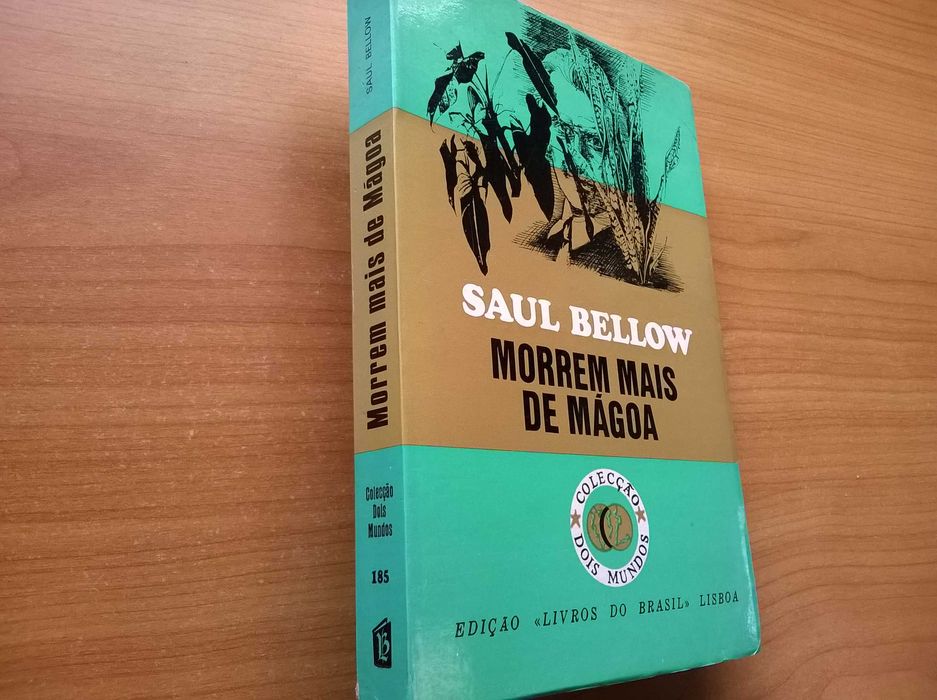 SAUL BELLOW
Morrem mais de Mágoa
Colecção
Dois
Mundos
185
SAUL BELLOW
MORREM MAIS
DE MÁGOA
COLECÇÃO
DOIS MUNDOS
EDIÇÃO «LIVROS DO BRASIL» LISBOA